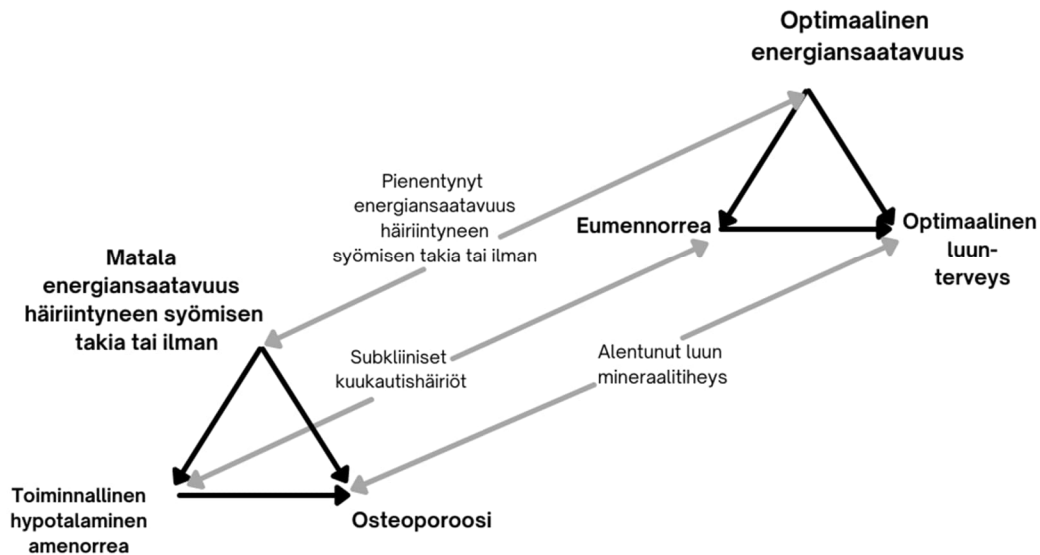 Optimaalinen
energiansaatavuus
Pienentynyt
energiansaatavuus
häiriintyneen
syömisen takia tai ilman
Eumennorrea
Optimaalinen
luun-
terveys
Matala
energiansaatavuus
häiriintyneen syömisen
takia tai ilman
Subkliiniset
kuukautishäiriöt
Alentunut luun
mineraalitiheys
Toiminnallinen
hypotalaminen
amenorrea
Osteoporoosi